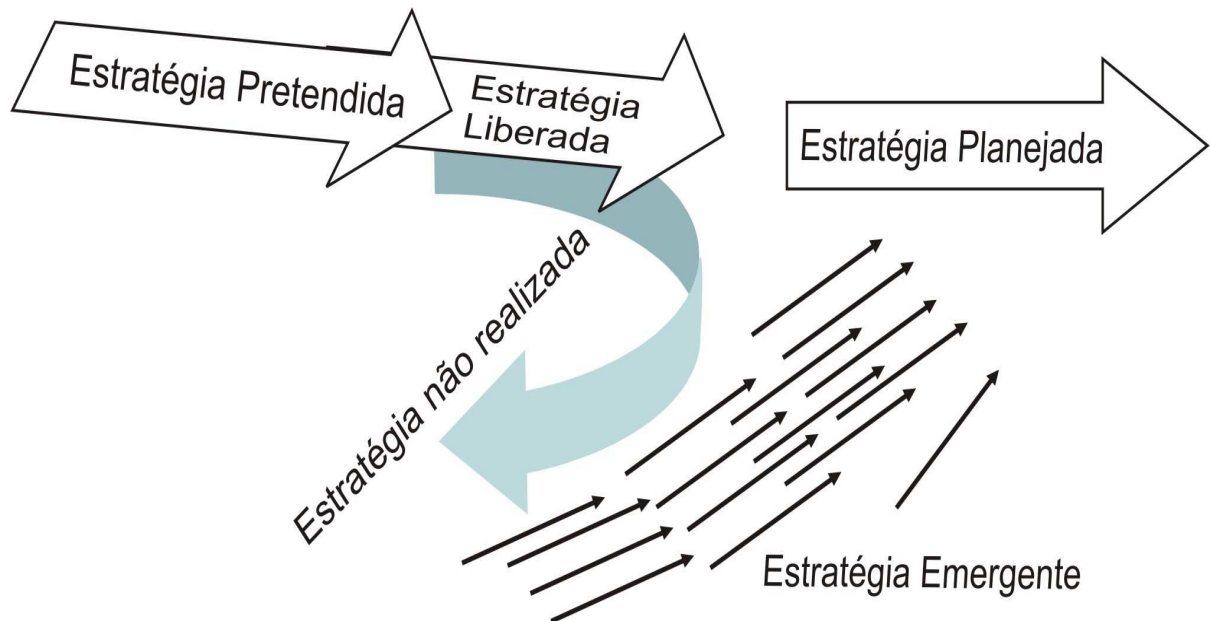 Estratégia Pretendida
Estratégia
Liberada
Estratégia Planejada
Estratégia não realizada
Estratégia Emergente